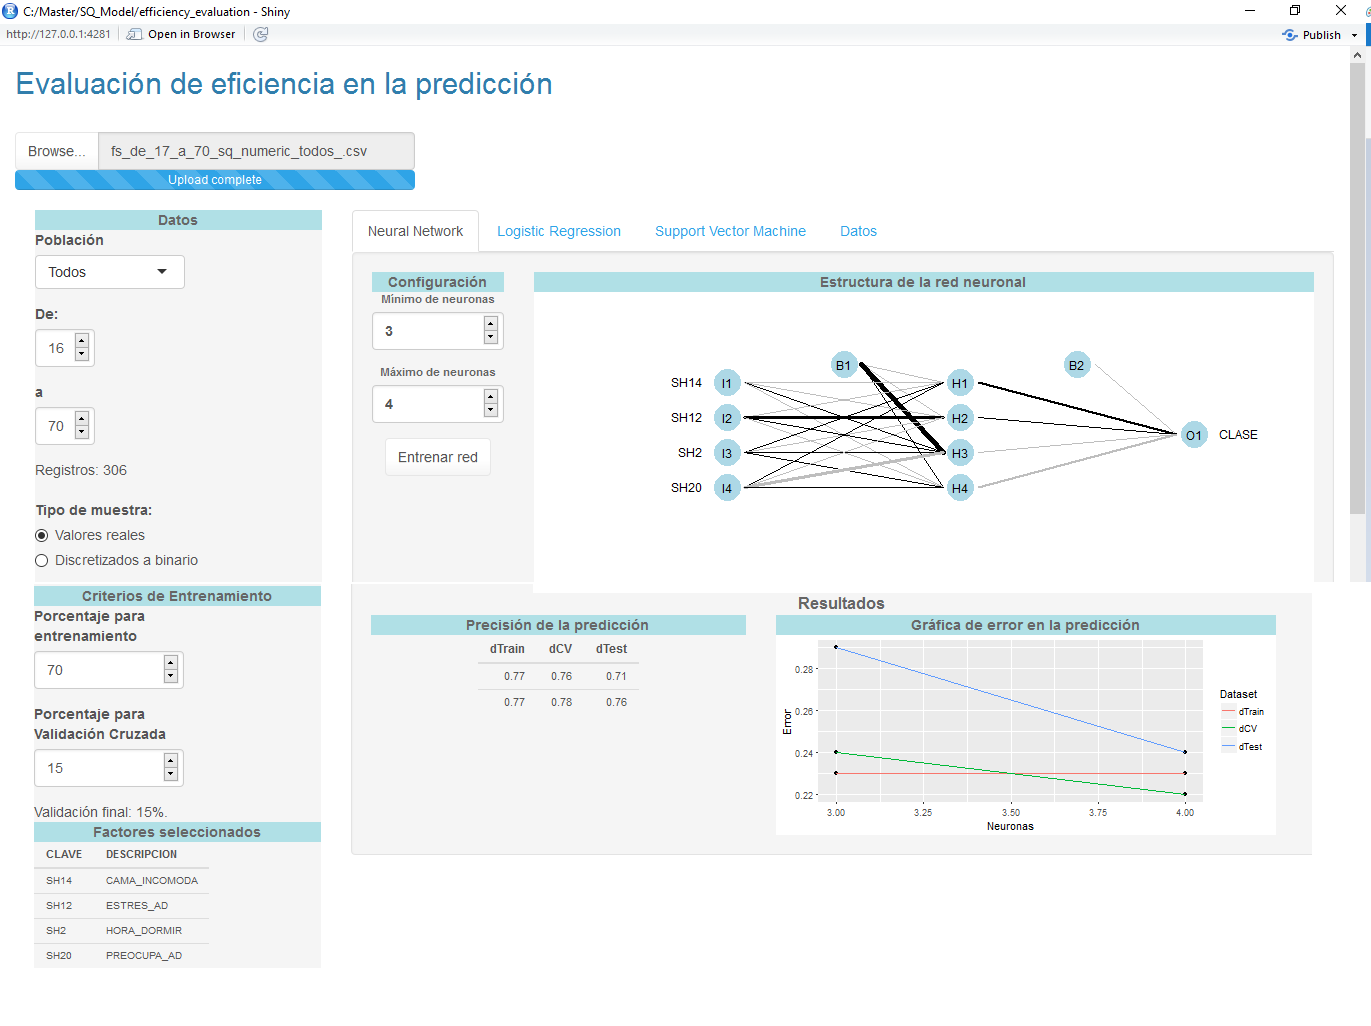 C:/Master/SQ_Model/efficiency_evaluation - Shiny
http://127.0.0.1:4281 Open in Browser Publish
Evaluación de eficiencia en la predicción
Browse... fs_de_17_a_70_sq_numeric_todos_.csv
Upload complete
Datos
Población
Todos
De:
16
a
70
Registros: 306
Tipo de muestra:
Valores reales
Discretizados a binario
Criterios de Entrenamiento
Porcentaje para
entrenamiento
70
Porcentaje para
Validación Cruzada
15
Validación final: 15%.
Factores seleccionados
CLAVE DESCRIPCION
SH14 CAMA_INCOMODA
SH12 ESTRES_AD
SH2 HORA_DORMIR
SH20 PREOCUPA_AD
Neural Network Logistic Regression Support Vector Machine Datos
Configuración
Mínimo de neuronas
3
Máximo de neuronas
4
Entrenar red
Estructura de la red neuronal
B1 B2
SH14 I1 H1
SH12 I2 H2
O1 CLASE
SH2 I3 H3
SH20 I4 H4
Resultados
Precisión de la predicción
dTrain dCV dTest
0.77 0.76 0.71
0.77 0.78 0.76
Gráfica de error en la predicción
Error
0.28
0.26
0.24
0.22
3.00 3.25 3.50 3.75 4.00
Neuronas
Dataset
dTrain
dCV
dTest